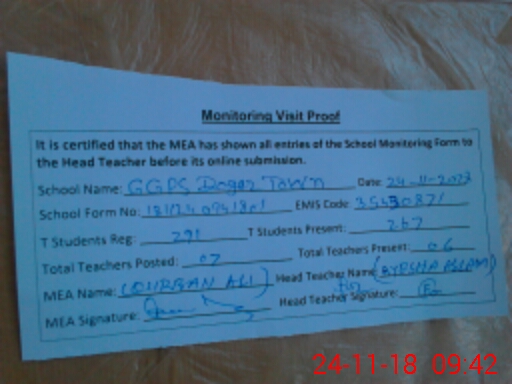 Monitoring Visit Proof
It is certified that the MEA has shown all entries of the School Monitoring Form to
the Head Teacher before its online submission.
School Name: GGPS Dogar Town Date: 24-11-20
School Form No: EMIS Code:
T Students Reg: 291 T Students Present: 267
Total Teachers Posted: 07 Total Teachers Present: 06
MEA Name: (QURBAN ALI) Head Teacher Name (AYESHA ASLAM)
MEA Signature: Head Teacher Signature:
24-11-18 09:42